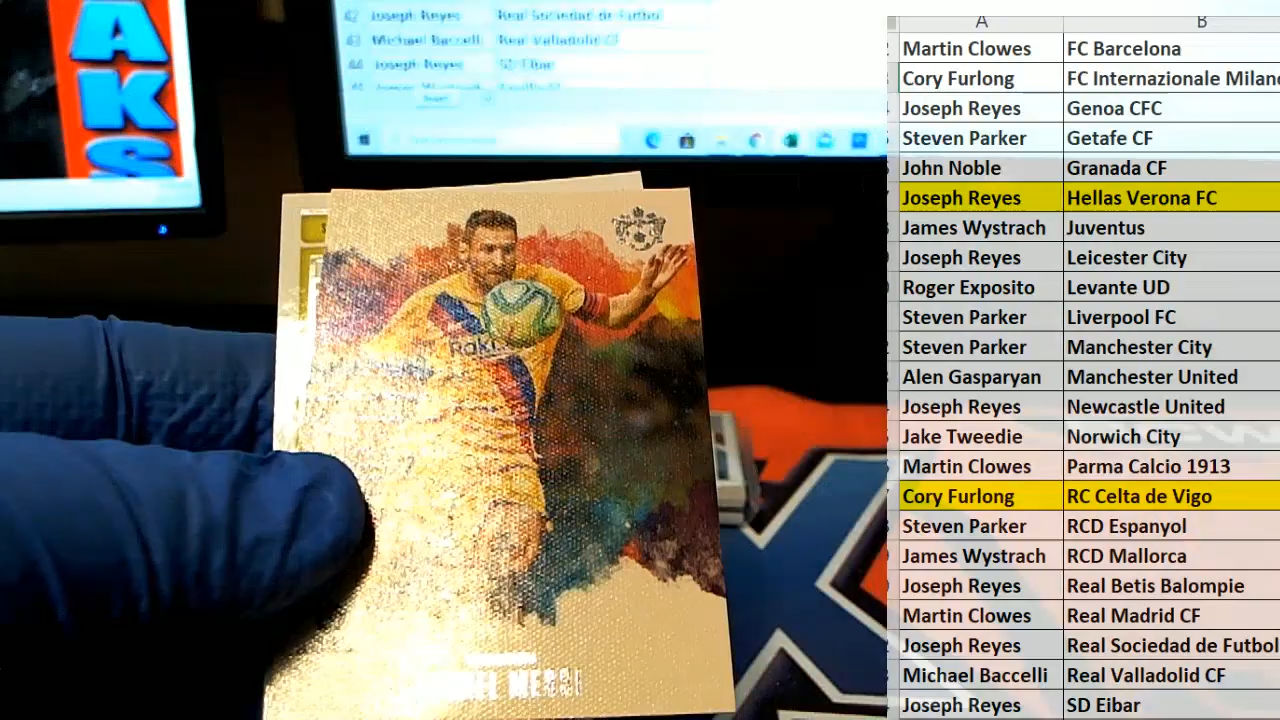 AKS
42 Joseph Reyes Real Sociedad de Futbol
43 Michael Baccelli Real Valladolid CF
44 Joseph Reyes SD Eibar
MESSI
A B
Martin Clowes FC Barcelona
Cory Furlong FC Internazionale Milano
Joseph Reyes Genoa CFC
Steven Parker Getafe CF
John Noble Granada CF
Joseph Reyes Hellas Verona FC
James Wystrach Juventus
Joseph Reyes Leicester City
Roger Exposito Levante UD
Steven Parker Liverpool FC
Steven Parker Manchester City
Alen Gasparyan Manchester United
Joseph Reyes Newcastle United
Jake Tweedie Norwich City
Martin Clowes Parma Calcio 1913
Cory Furlong RC Celta de Vigo
Steven Parker RCD Espanyol
James Wystrach RCD Mallorca
Joseph Reyes Real Betis Balompie
Martin Clowes Real Madrid CF
Joseph Reyes Real Sociedad de Futbol
Michael Baccelli Real Valladolid CF
Joseph Reyes SD Eibar